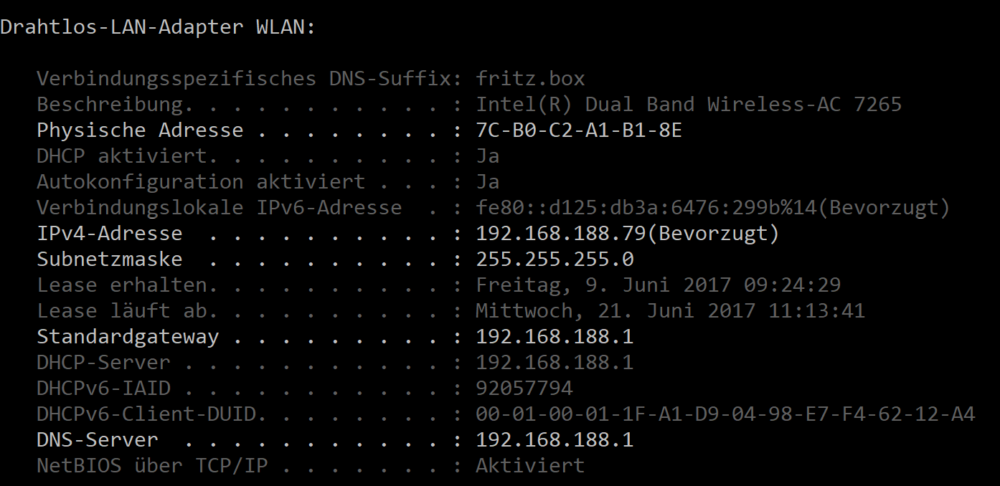 Drahtlos-LAN-Adapter WLAN:
Verbindungsspezifisches DNS-Suffix: fritz.box
Beschreibung. . . . . . . . . . . : Intel(R) Dual Band Wireless-AC 7265
Physische Adresse . . . . . . . . : 7C-B0-C2-A1-B1-8E
DHCP aktiviert. . . . . . . . . . : Ja
Autokonfiguration aktiviert . . . : Ja
Verbindungslokale IPv6-Adresse  . : fe80::d125:db3a:6476:299b%14(Bevorzugt)
IPv4-Adresse  . . . . . . . . . . : 192.168.188.79(Bevorzugt)
Subnetzmaske  . . . . . . . . . . : 255.255.255.0
Lease erhalten. . . . . . . . . . : Freitag, 9. Juni 2017 09:24:29
Lease läuft ab. . . . . . . . . . : Mittwoch, 21. Juni 2017 11:13:41
Standardgateway . . . . . . . . . : 192.168.188.1
DHCP-Server . . . . . . . . . . . : 192.168.188.1
DHCPv6-IAID . . . . . . . . . . . : 92057794
DHCPv6-Client-DUID. . . . . . . . : 00-01-00-01-1F-A1-D9-04-98-E7-F4-62-12-A4
DNS-Server  . . . . . . . . . . . : 192.168.188.1
NetBIOS über TCP/IP . . . . . . . : Aktiviert